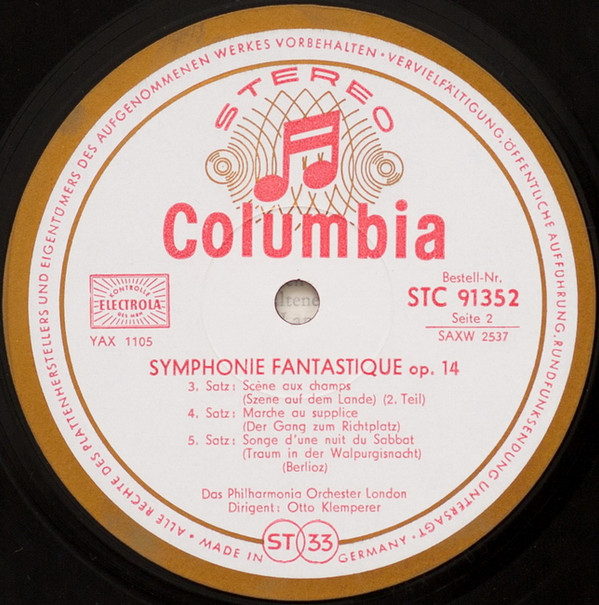 ALLE RECHTE DES PLATTENHERSTELLERS UND EIGENTÜMERS DES AUFGENOMMENEN WERKES VORBEHALTEN · VERVIELFÄLTIGUNG, ÖFFENTLICHE AUFFÜHRUNG, RUNDFUNKSENDUNG UNTERSAGT ·
STEREO
Columbia
KONTROLLE
ELECTROLA
YAX 1105
Bestell-Nr.
STC 91352
Seite 2
SAXW 2537
SYMPHONIE FANTASTIQUE op. 14
3. Satz: Scène aux champs
(Szene auf dem Lande) (2. Teil)
4. Satz: Marche au supplice
(Der Gang zum Richtplatz)
5. Satz: Songe d'une nuit du Sabbat
(Traum in der Walpurgisnacht)
(Berlioz)
Das Philharmonia Orchester London
Dirigent: Otto Klemperer
MADE IN GERMANY
ST 33